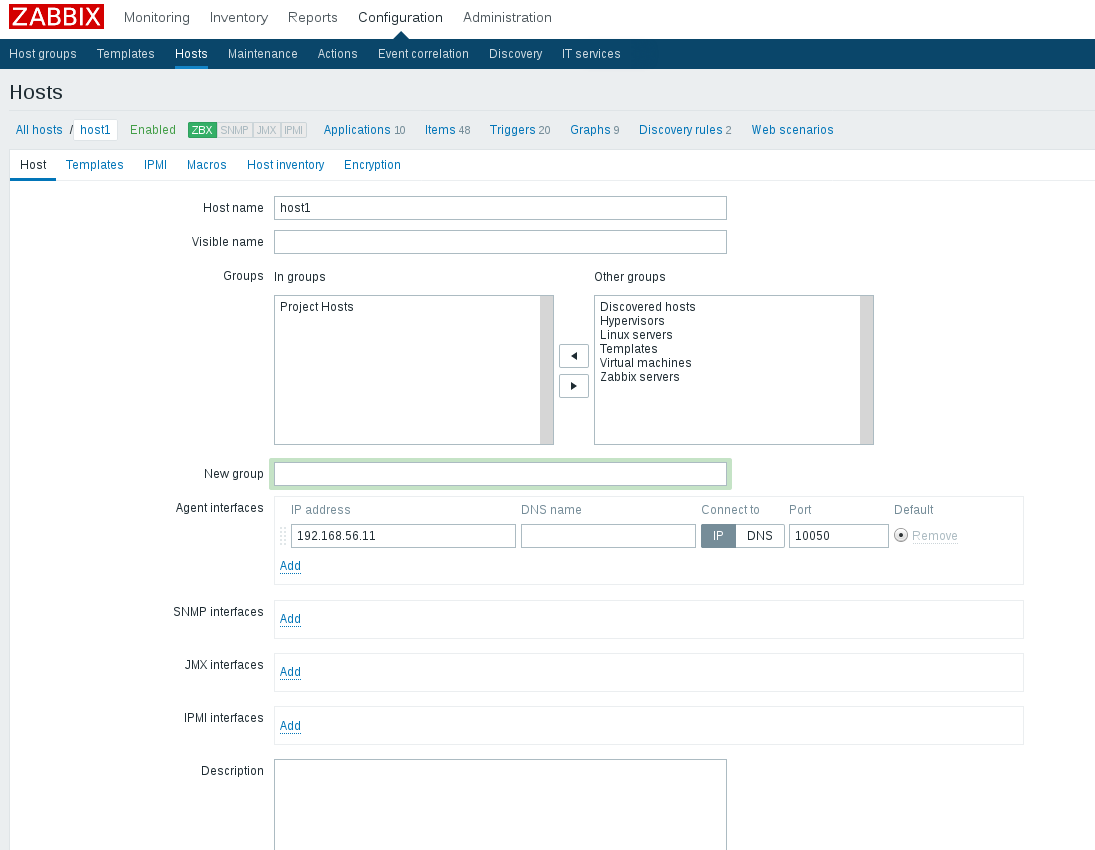 ZABBIX Monitoring Inventory Reports Configuration Administration
Host groups Templates Hosts Maintenance Actions Event correlation Discovery IT services
Hosts
All hosts / host1 Enabled ZBX SNMP JMX IPMI Applications 10 Items 48 Triggers 20 Graphs 9 Discovery rules 2 Web scenarios
Host Templates IPMI Macros Host inventory Encryption
Host name host1
Visible name
Groups In groups Other groups
Project Hosts Discovered hosts
Hypervisors
Linux servers
Templates
Virtual machines
Zabbix servers
New group
Agent interfaces IP address DNS name Connect to Port Default
192.168.56.11 IP DNS 10050 Remove
Add
SNMP interfaces Add
JMX interfaces Add
IPMI interfaces Add
Description